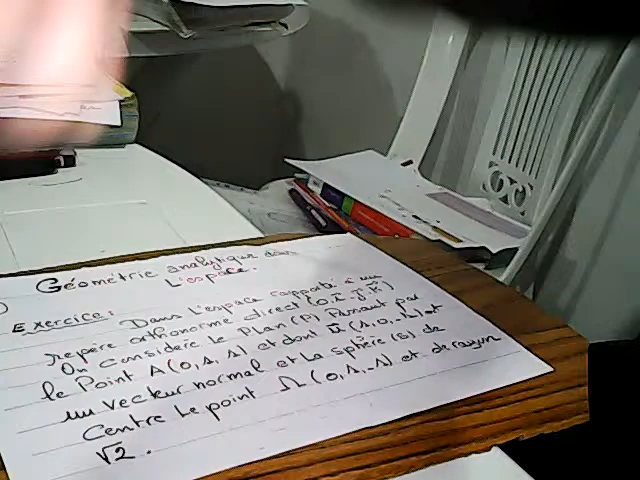 Géométrie analytique dans
L'espace.
Exercice: Dans L'espace rapporté à un
repère orthonormé direct (o.i.j.k)
On considère le Plan (P) Passant par
le Point A(0,1,1) et dont u(1,0,-1) est
un vecteur normal et la sphère (S) de
Centre le point Ω(0,1,-1) et de rayon
√2.